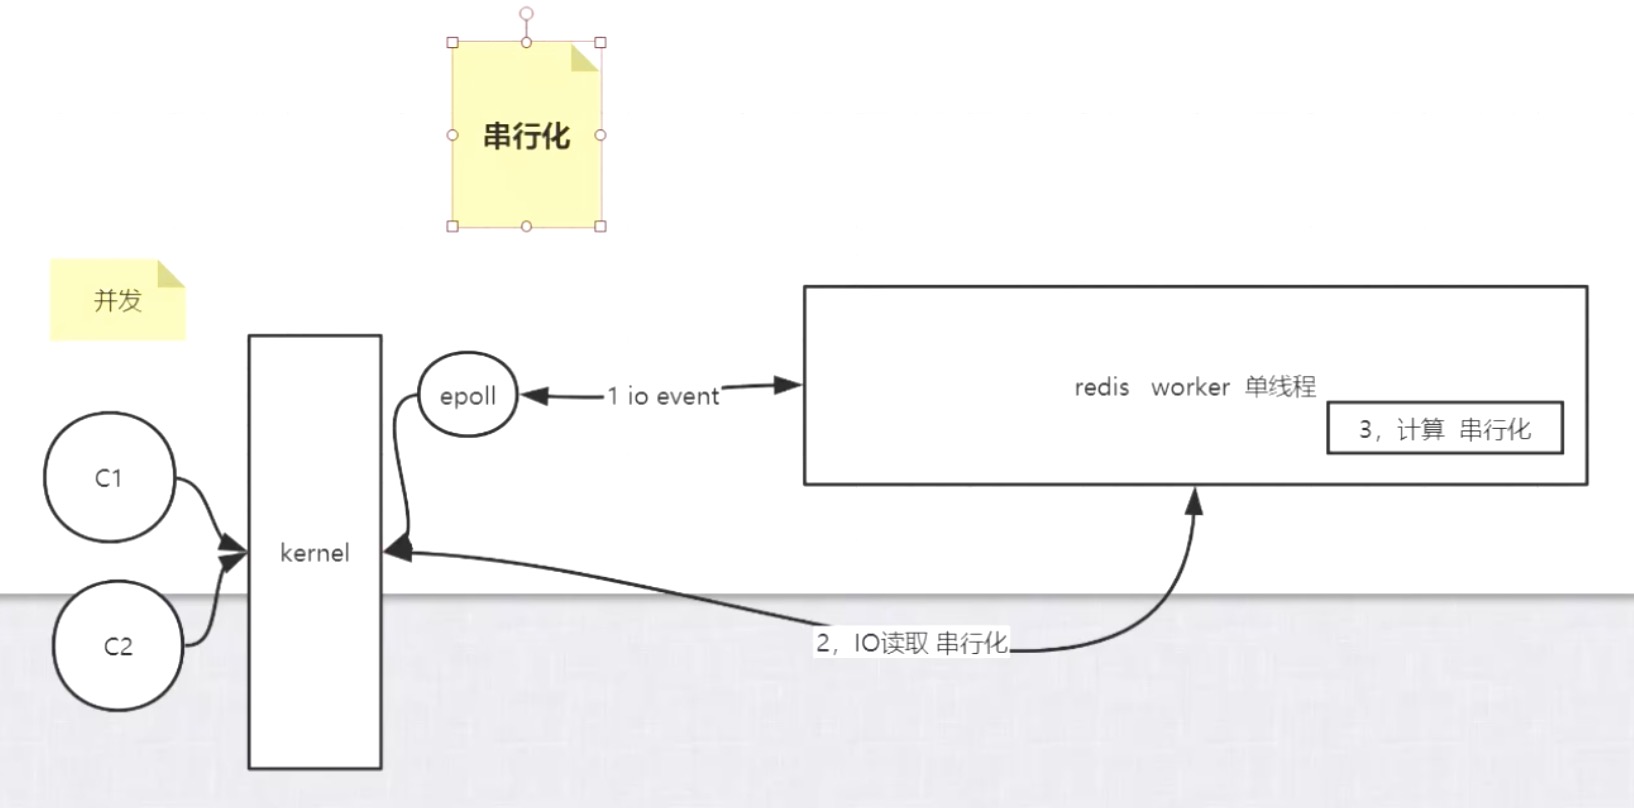 串行化
并发
epoll
1 io event
redis worker 单线程
3，计算 串行化
C1
kernel
C2
2，IO读取 串行化